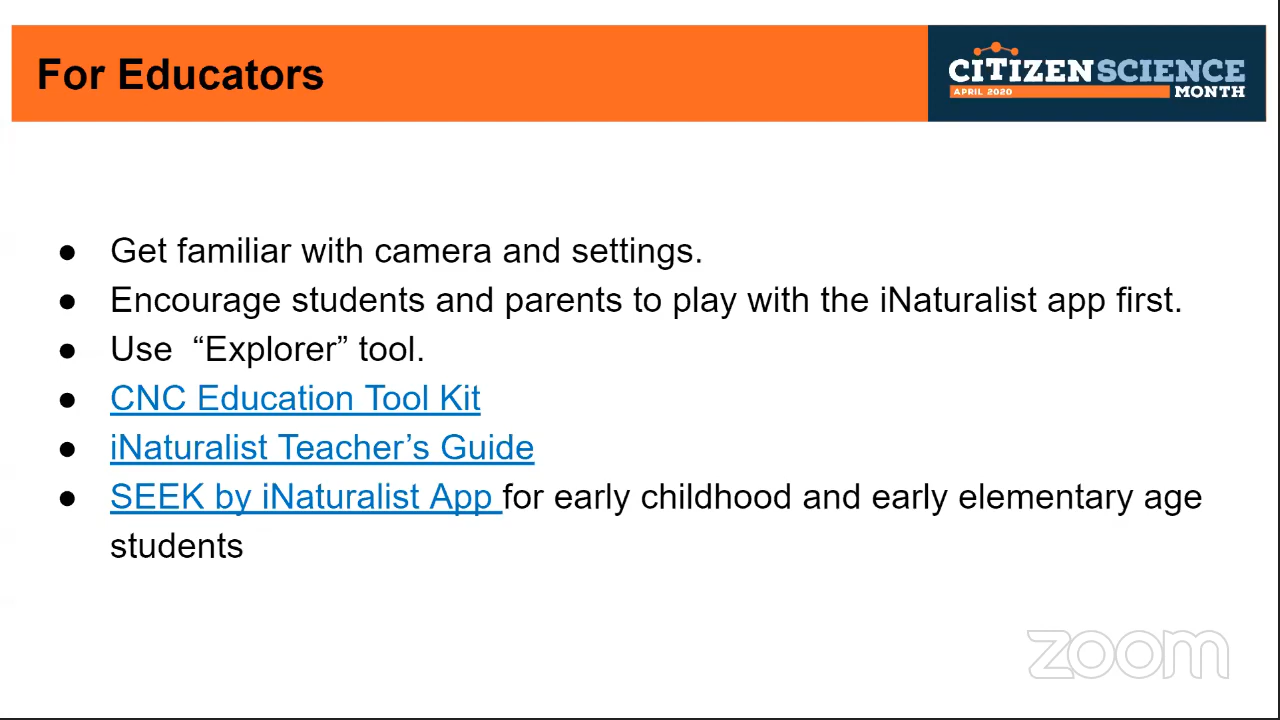 For Educators
CITIZENSCIENCE
APRIL 2020
MONTH
● Get familiar with camera and settings.
● Encourage students and parents to play with the iNaturalist app first.
● Use  “Explorer” tool.
● CNC Education Tool Kit
● iNaturalist Teacher’s Guide
● SEEK by iNaturalist App for early childhood and early elementary age
students
zoom